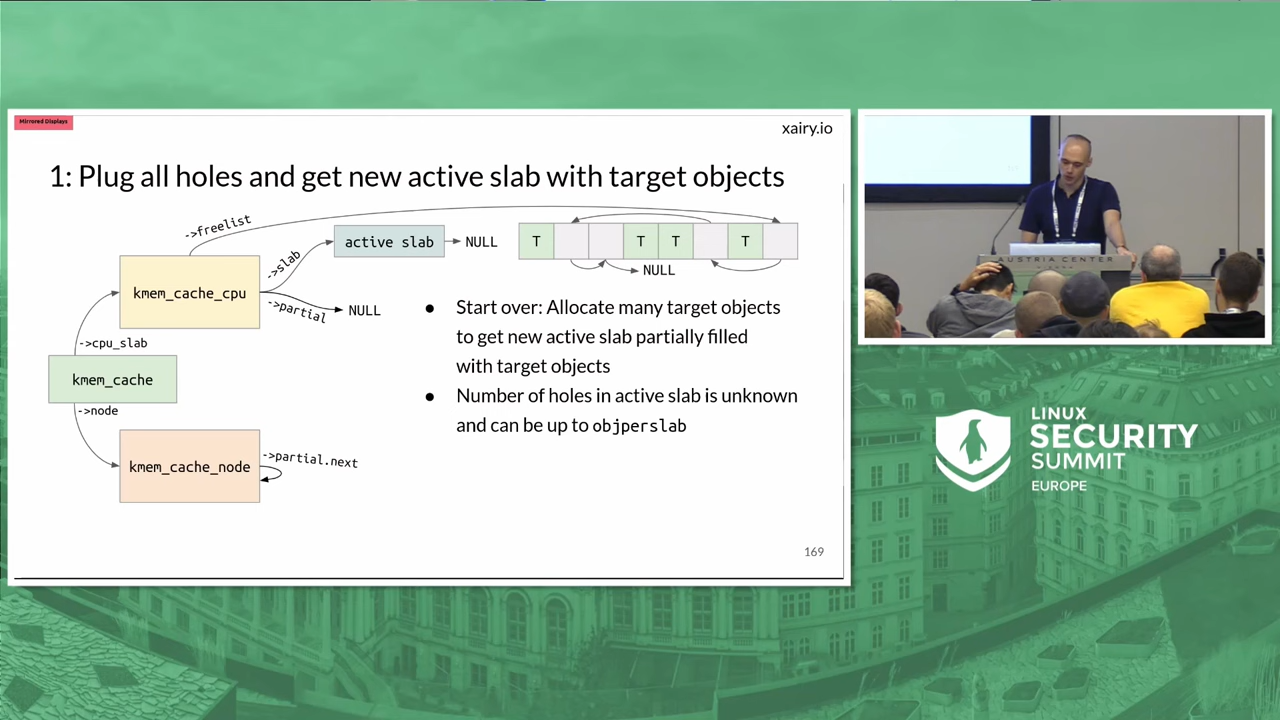 Mirrored Displays
xairy.io
1: Plug all holes and get new active slab with target objects
->freelist
->slab
active slab
NULL
T
T
T
T
NULL
kmem_cache_cpu
->partial
NULL
->cpu_slab
kmem_cache
->node
kmem_cache_node
->partial.next
● Start over: Allocate many target objects
to get new active slab partially filled
with target objects
● Number of holes in active slab is unknown
and can be up to objperslab
169
AUSTRIA CENTER
LINUX
SECURITY
SUMMIT
EUROPE